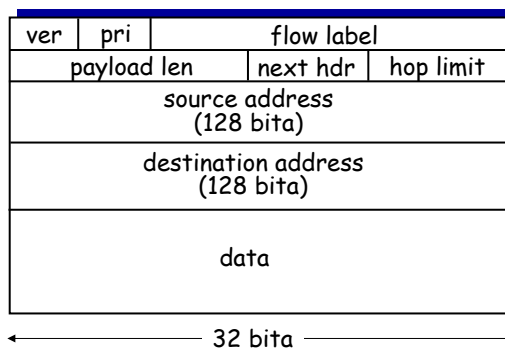 ver pri flow label
payload len next hdr hop limit
source address
(128 bita)
destination address
(128 bita)
data
32 bita